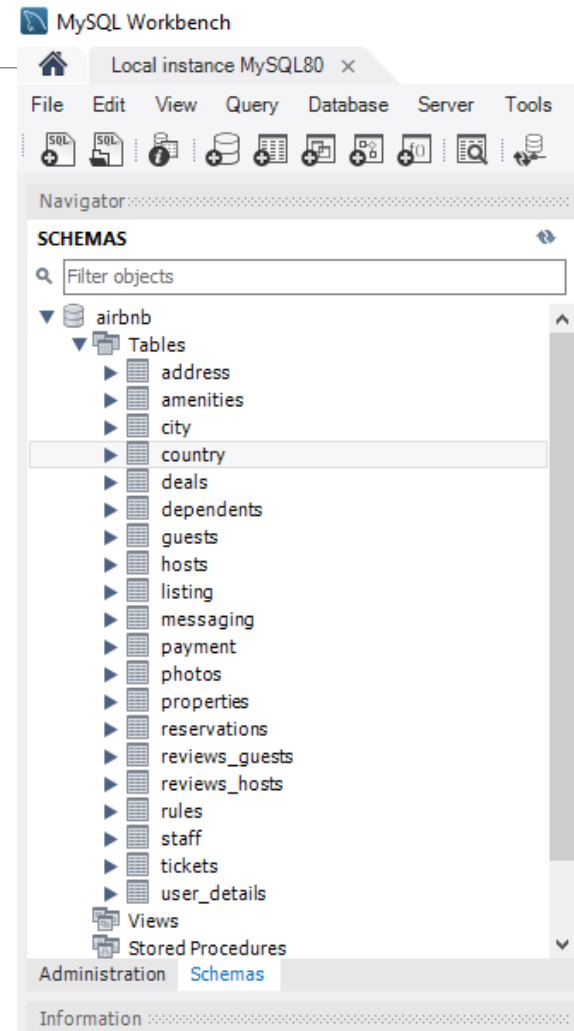 MySQL Workbench
Local instance MySQL80 ×
File Edit View Query Database Server Tools
SQL SQL
Navigator
SCHEMAS
Filter objects
airbnb
Tables
address
amenities
city
country
deals
dependents
guests
hosts
listing
messaging
payment
photos
properties
reservations
reviews_guests
reviews_hosts
rules
staff
tickets
user_details
Views
Stored Procedures
Administration Schemas
Information